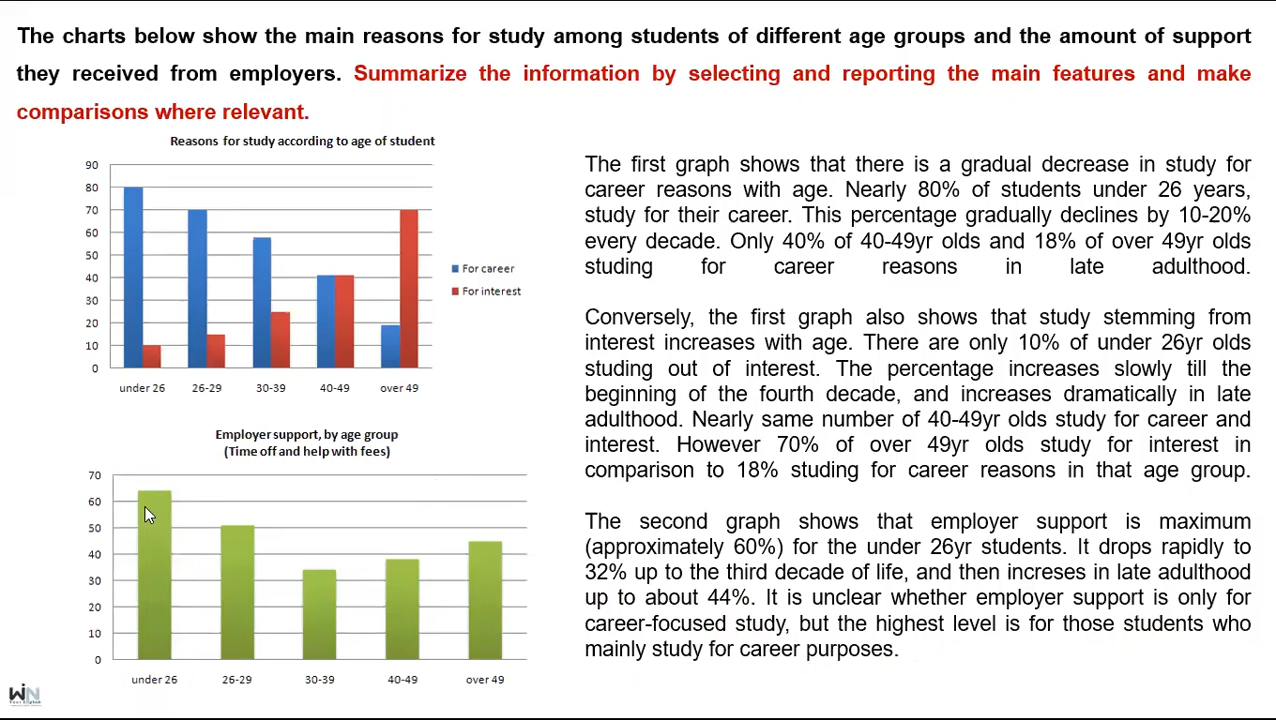 The charts below show the main reasons for study among students of different age groups and the amount of support
they received from employers. Summarize the information by selecting and reporting the main features and make
comparisons where relevant.
Reasons for study according to age of student
90
80
70
60
50
40
30
20
10
0
under 26 26-29 30-39 40-49 over 49
For career
For interest
Employer support, by age group
(Time off and help with fees)
70
60
50
40
30
20
10
0
under 26 26-29 30-39 40-49 over 49
The first graph shows that there is a gradual decrease in study for
career reasons with age. Nearly 80% of students under 26 years,
study for their career. This percentage gradually declines by 10-20%
every decade. Only 40% of 40-49yr olds and 18% of over 49yr olds
studing for career reasons in late adulthood.
Conversely, the first graph also shows that study stemming from
interest increases with age. There are only 10% of under 26yr olds
studing out of interest. The percentage increases slowly till the
beginning of the fourth decade, and increases dramatically in late
adulthood. Nearly same number of 40-49yr olds study for career and
interest. However 70% of over 49yr olds study for interest in
comparison to 18% studing for career reasons in that age group.
The second graph shows that employer support is maximum
(approximately 60%) for the under 26yr students. It drops rapidly to
32% up to the third decade of life, and then increses in late adulthood
up to about 44%. It is unclear whether employer support is only for
career-focused study, but the highest level is for those students who
mainly study for career purposes.
WIN